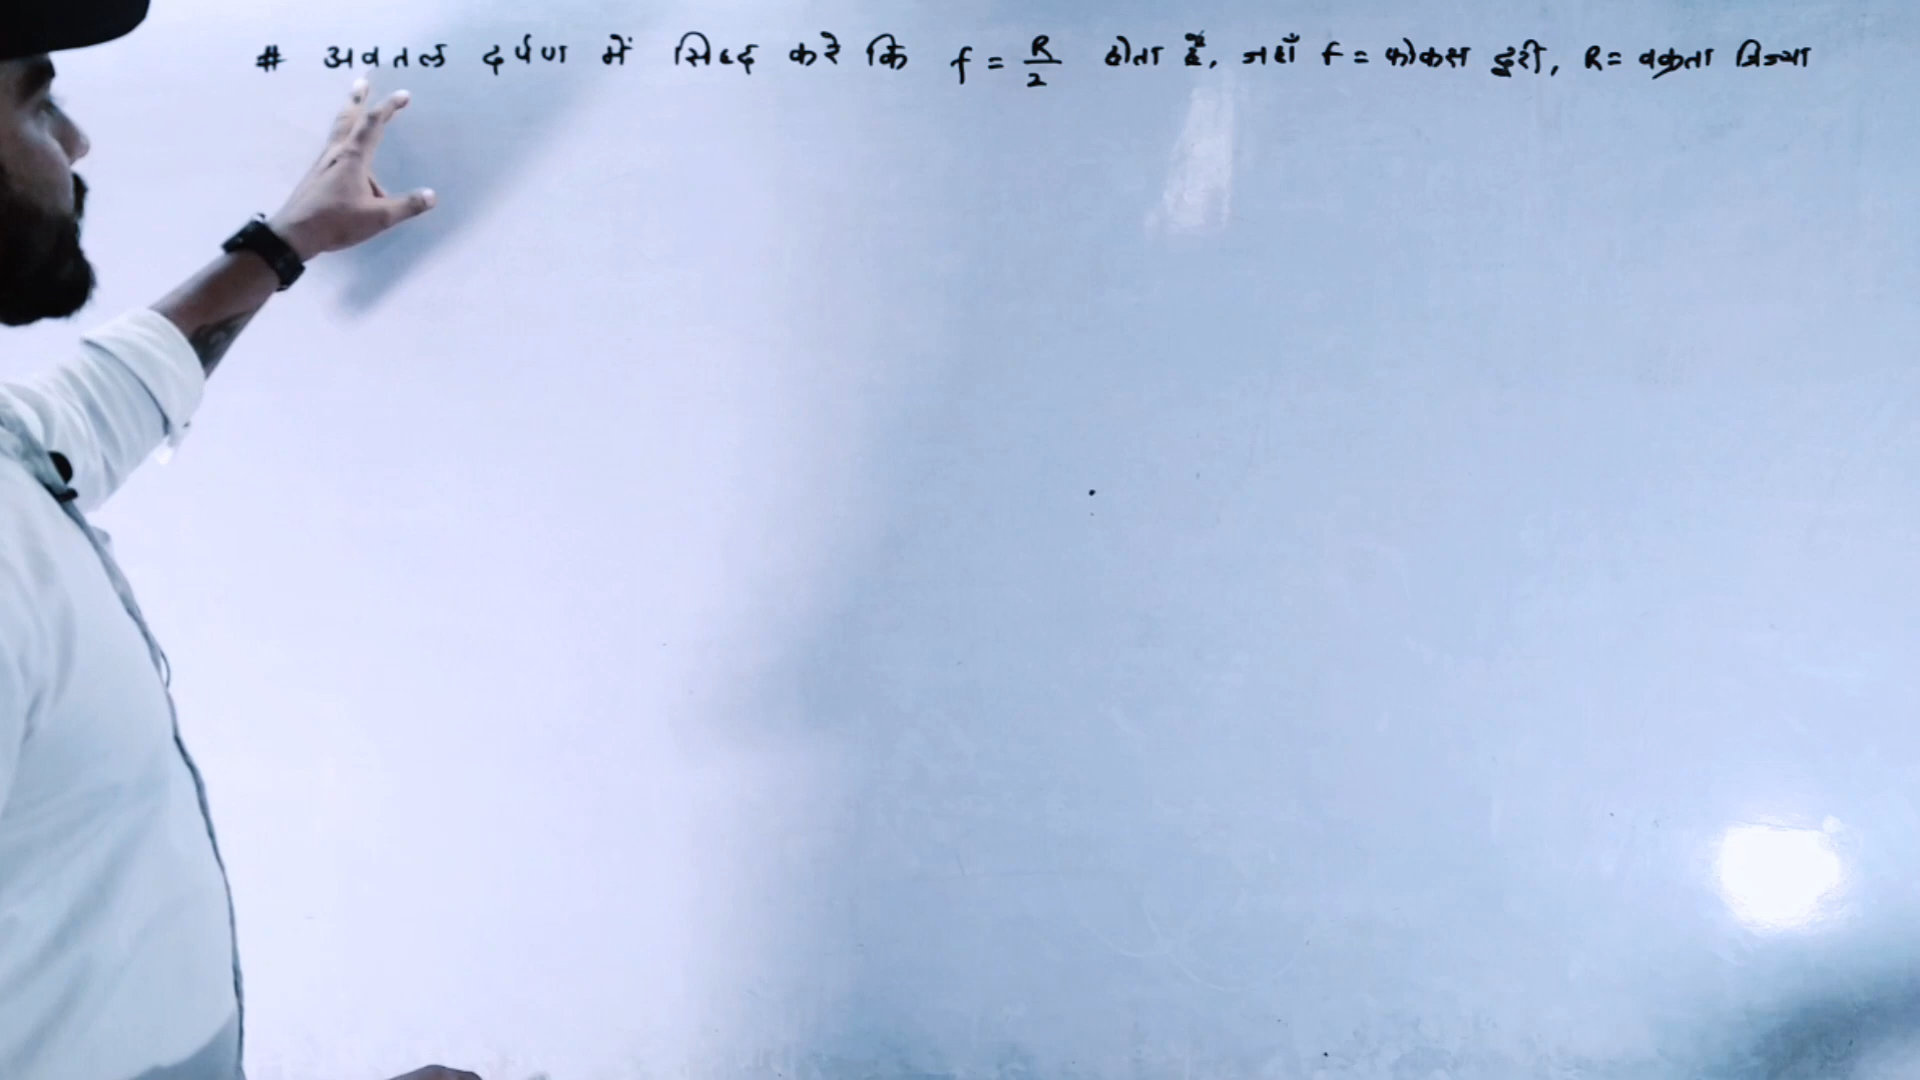 # अवतल दर्पण में सिद्ध करे कि f = R/2 होता है, जहाँ f = फोकस दुरी, R = वक्रता त्रिज्या